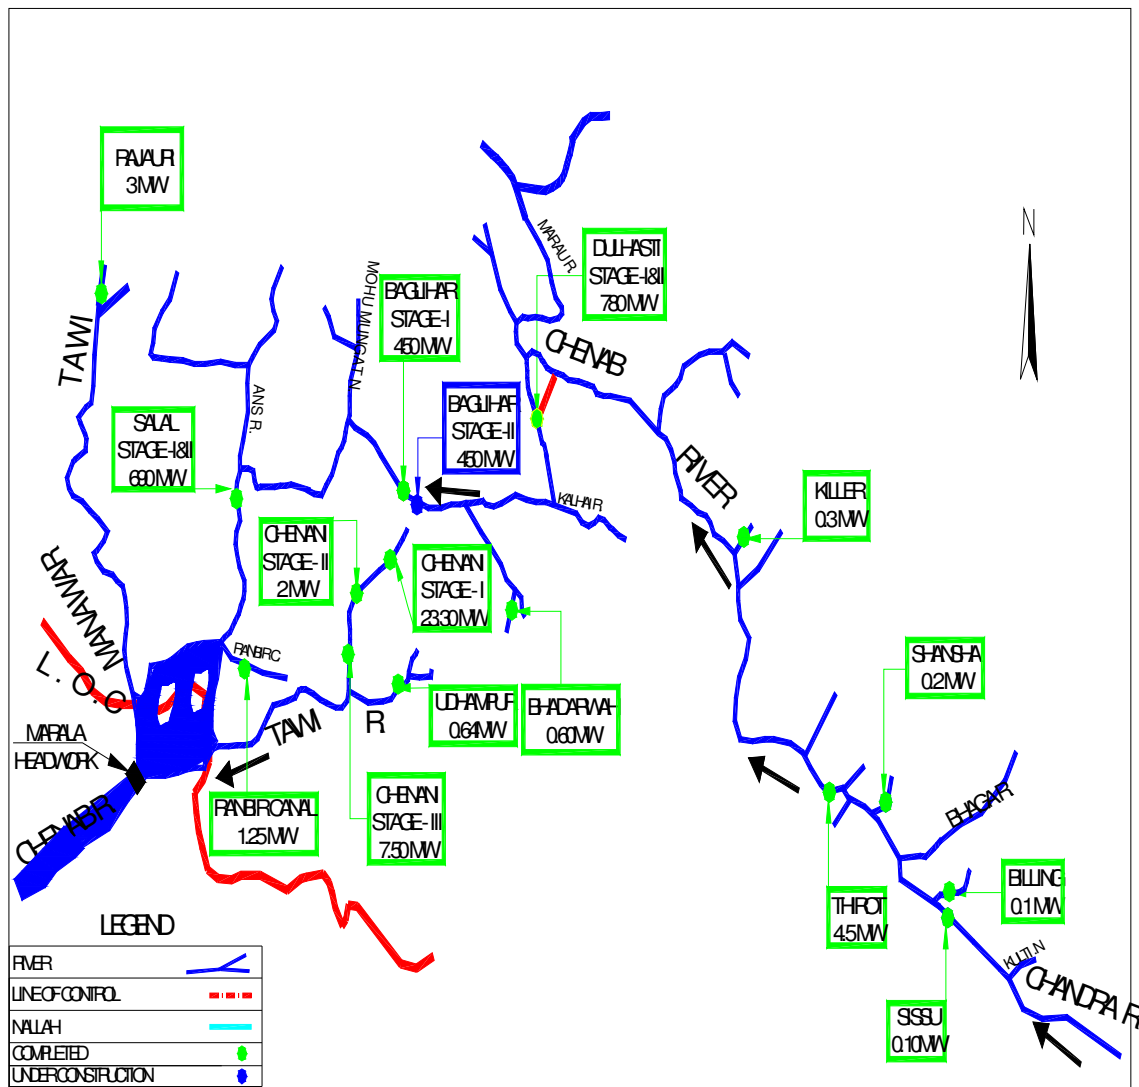 N
RAJAURI
3MW
MARAUR.
DULHASTI
STAGE-I&II
780MW
MOHU MUNGAT.N
BAGLIHAR
STAGE-I
450MW
CHENAB
TAWI
ANS R.
BAGLIHAR
STAGE-II
450MW
SALAL
STAGE-I&II
690MW
RIVER
KALHAI R.
KILLER
0.3MW
CHENANI
STAGE-II
2MW
CHENANI
STAGE-I
23.30MW
MANAWAR
L.O.C
RANBIR C
SHANSHA
0.2MW
UDHAMPUR
0.64MW
BHADARWAH
0.60MW
TAWI R.
MARALA
HEADWORK
CHENAB R
RANBIR CANAL
1.25MW
CHENANI
STAGE-III
7.50MW
BHAGA R
THIROT
4.5MW
BILLING
0.1MW
SISSU
0.10MW
KULTI.N
CHANDRA R
LEGEND
RIVER
LINE OF CONTROL
NALLAH
COMPLETED
UNDER CONSTRUCTION